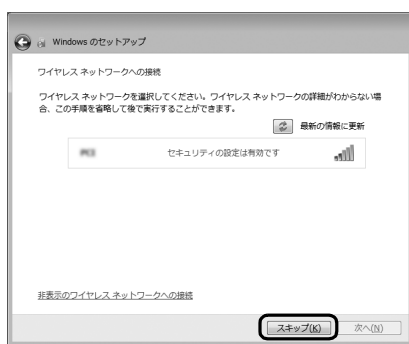 Windows のセットアップ
ワイヤレス ネットワークへの接続
ワイヤレス ネットワークを選択してください。ワイヤレス ネットワークの詳細がわからない場
合、この手順を省略して後で実行することができます。
最新の情報に更新
セキュリティの設定は有効です
非表示のワイヤレス ネットワークへの接続
スキップ(K)
次へ(N)